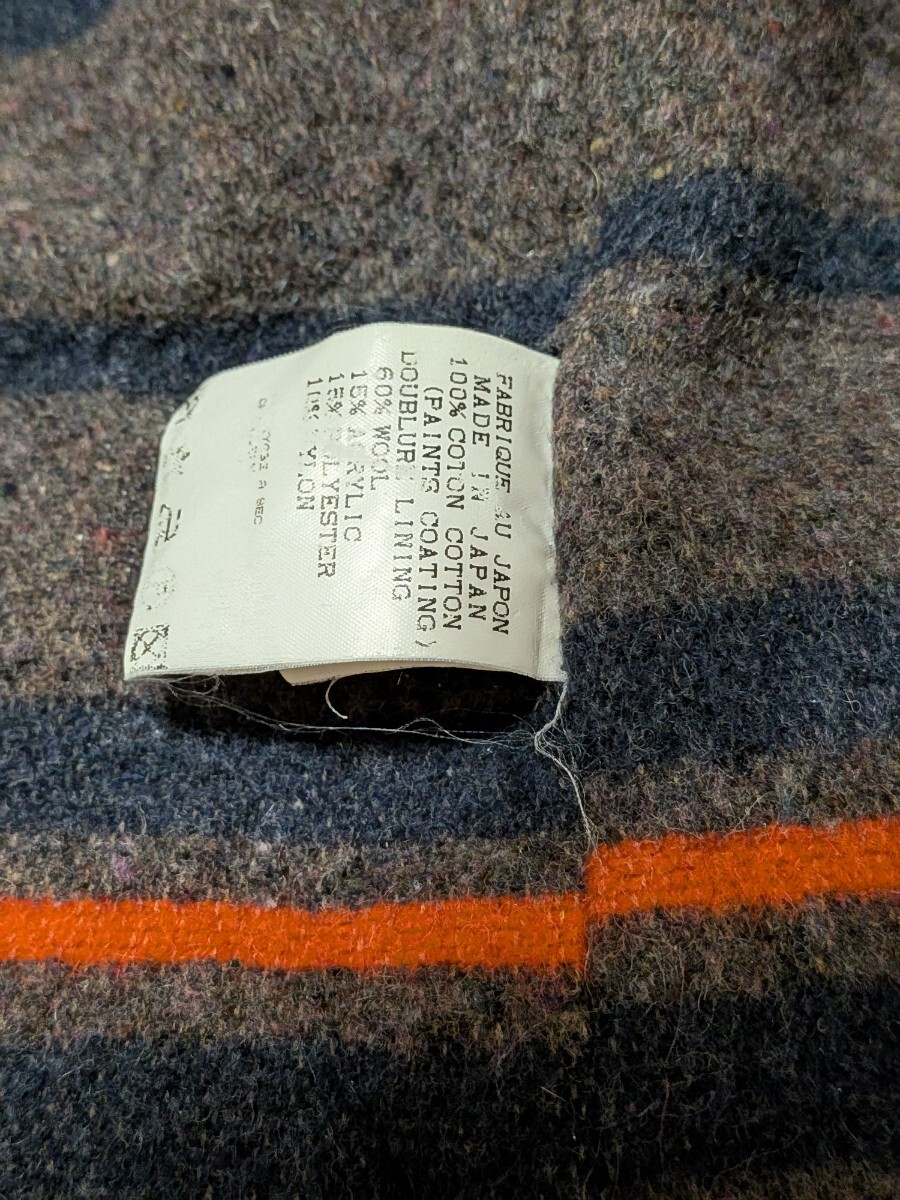 FABRIQUE AU JAPON
MADE IN JAPAN
100% COTON COTTON
(PAINTS COATING)
DOUBLURE LINING
60% WOOL
15% ACRYLIC
15% POLYESTER
10% NYLON
A SEC